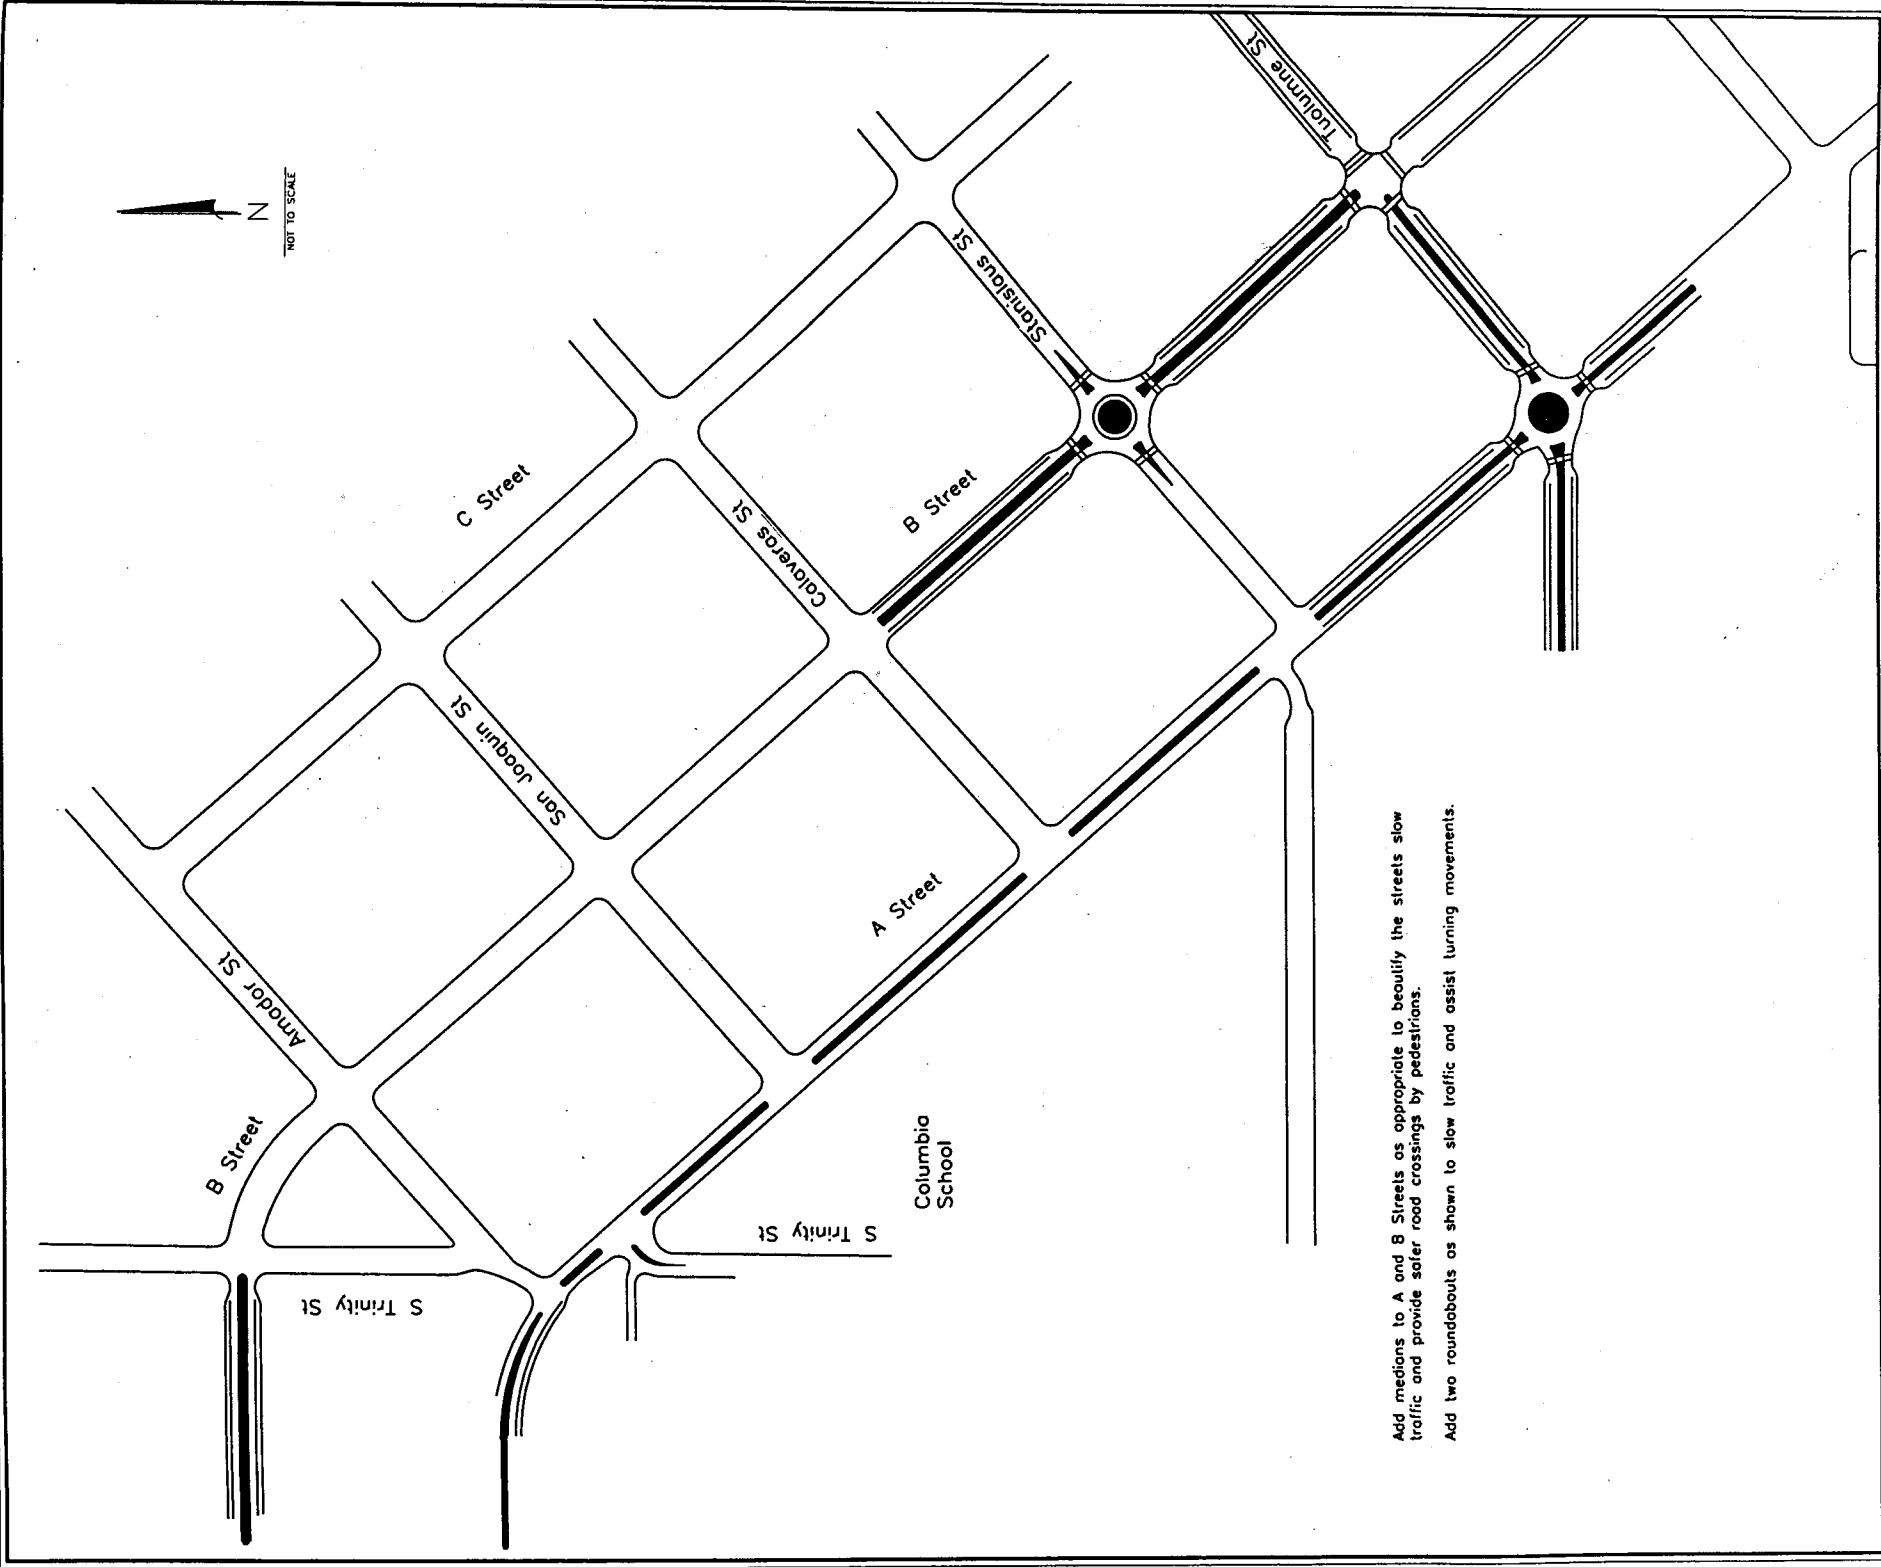 N
NOT TO SCALE
Tuolumne St
Stanislaus St
C Street
Calaveras St
B Street
San Joaquin St
A Street
Amador St
B Street
S Trinity St
S Trinity St
Columbia
School
Add medians to A and B Streets as appropriate to beautify the streets slow
traffic and provide safer road crossings by pedestrians.
Add two roundabouts as shown to slow traffic and assist turning movements.